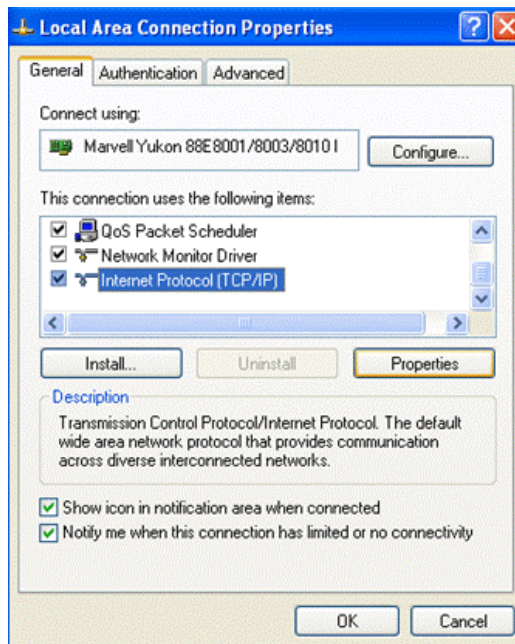 Local Area Connection Properties
General Authentication Advanced
Connect using:
Marvell Yukon 88E8001/8003/8010 I
Configure...
This connection uses the following items:
QoS Packet Scheduler
Network Monitor Driver
Internet Protocol (TCP/IP)
Install... Uninstall Properties
Description
Transmission Control Protocol/Internet Protocol. The default
wide area network protocol that provides communication
across diverse interconnected networks.
Show icon in notification area when connected
Notify me when this connection has limited or no connectivity
OK Cancel